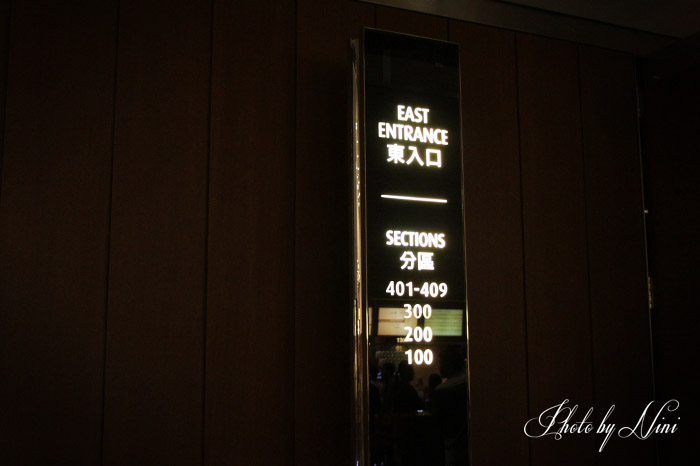 EAST
ENTRANCE
東入口
SECTIONS
分區
401-409
300
200
100
Photo by Nini